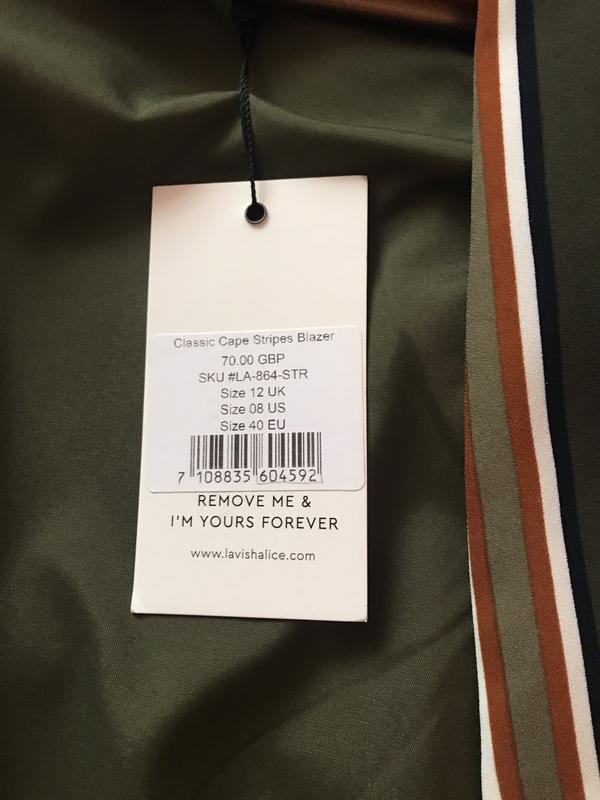 Classic Cape Stripes Blazer
70.00 GBP
SKU #LA-864-STR
Size 12 UK
Size 08 US
Size 40 EU
7 108835 604592
REMOVE ME &
I'M YOURS FOREVER
www.lavishalice.com